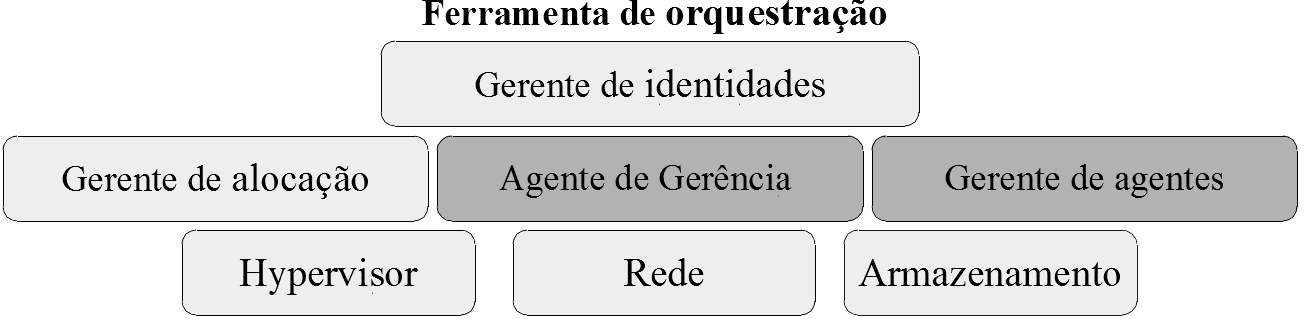 Ferramenta de orquestração
Gerente de identidades
Gerente de alocação
Agente de Gerência
Gerente de agentes
Hypervisor
Rede
Armazenamento